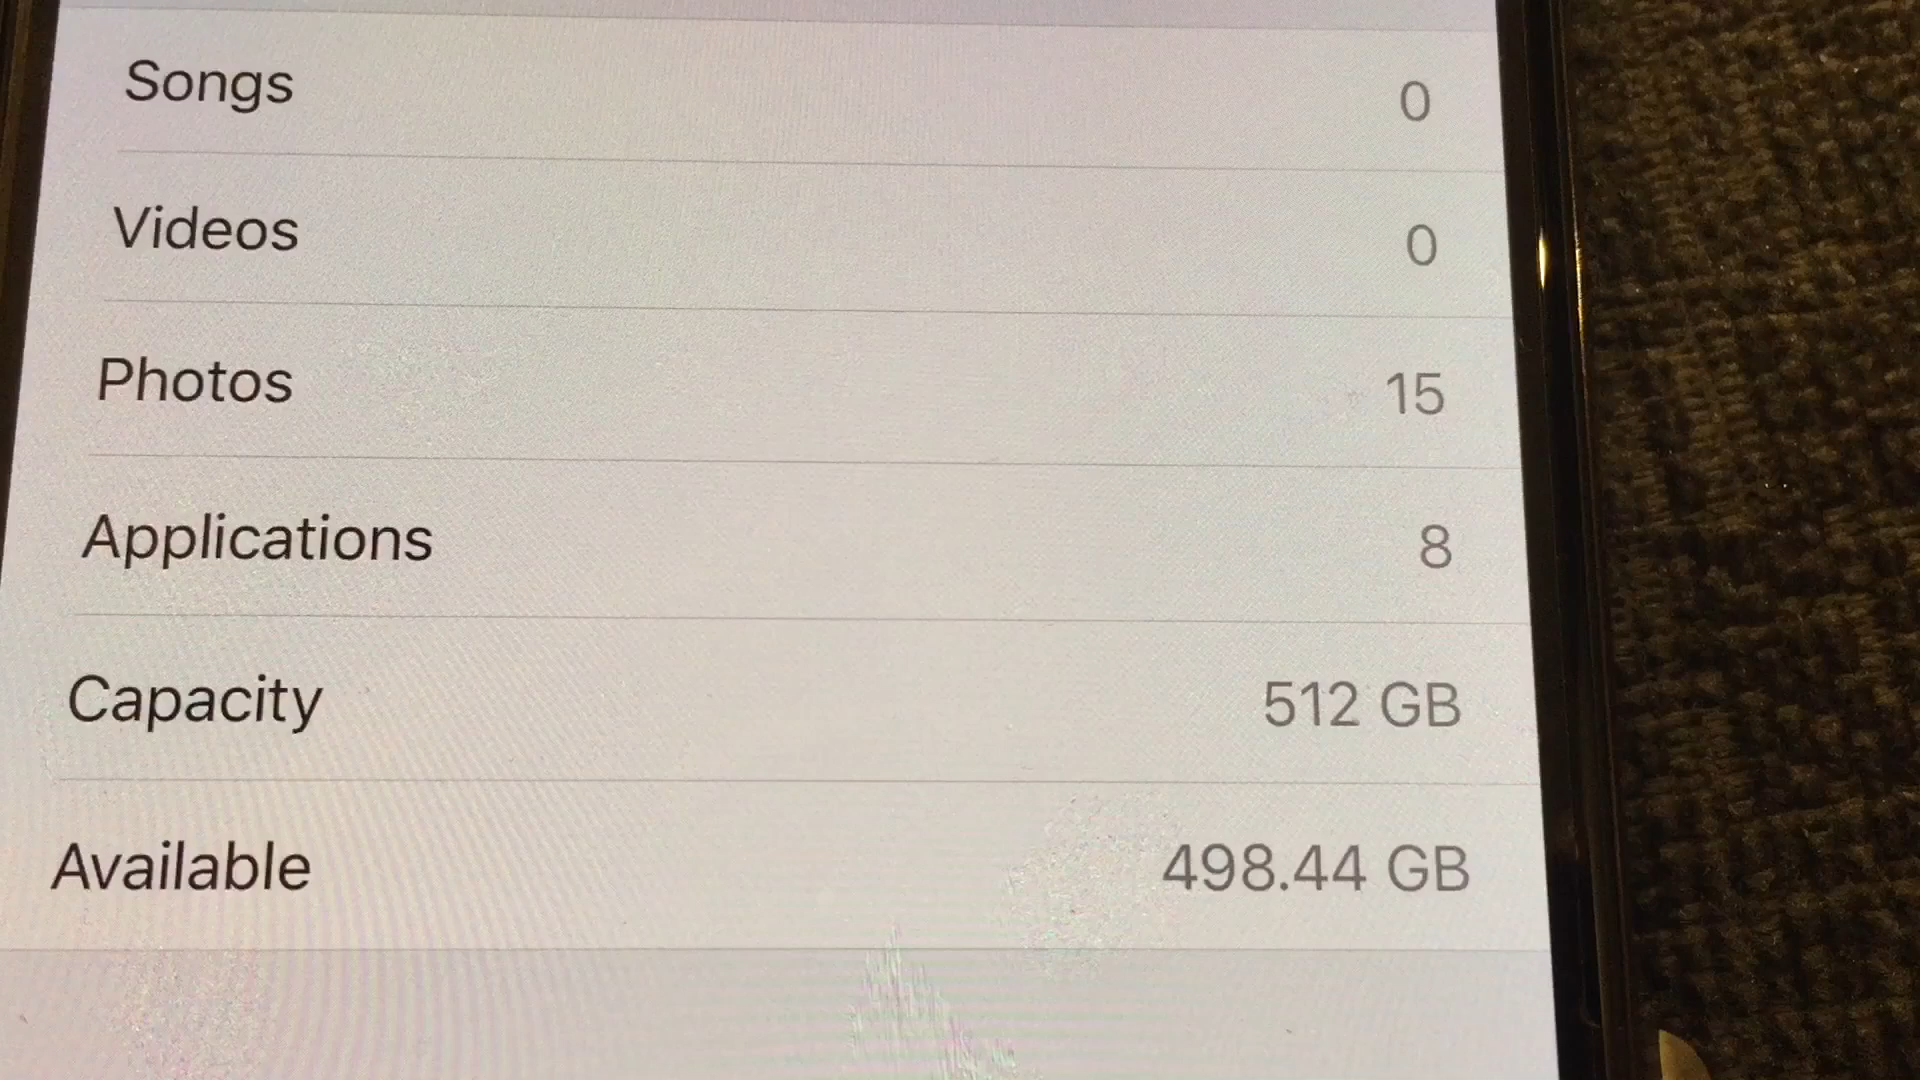 Songs 0
Videos 0
Photos 15
Applications 8
Capacity 512 GB
Available 498.44 GB